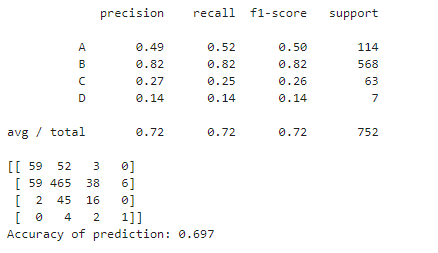 precision recall f1-score support
A 0.49 0.52 0.50 114
B 0.82 0.82 0.82 568
C 0.27 0.25 0.26 63
D 0.14 0.14 0.14 7
avg / total 0.72 0.72 0.72 752
[[ 59 52 3 0]
[ 59 465 38 6]
[ 2 45 16 0]
[ 0 4 2 1]]
Accuracy of prediction: 0.697